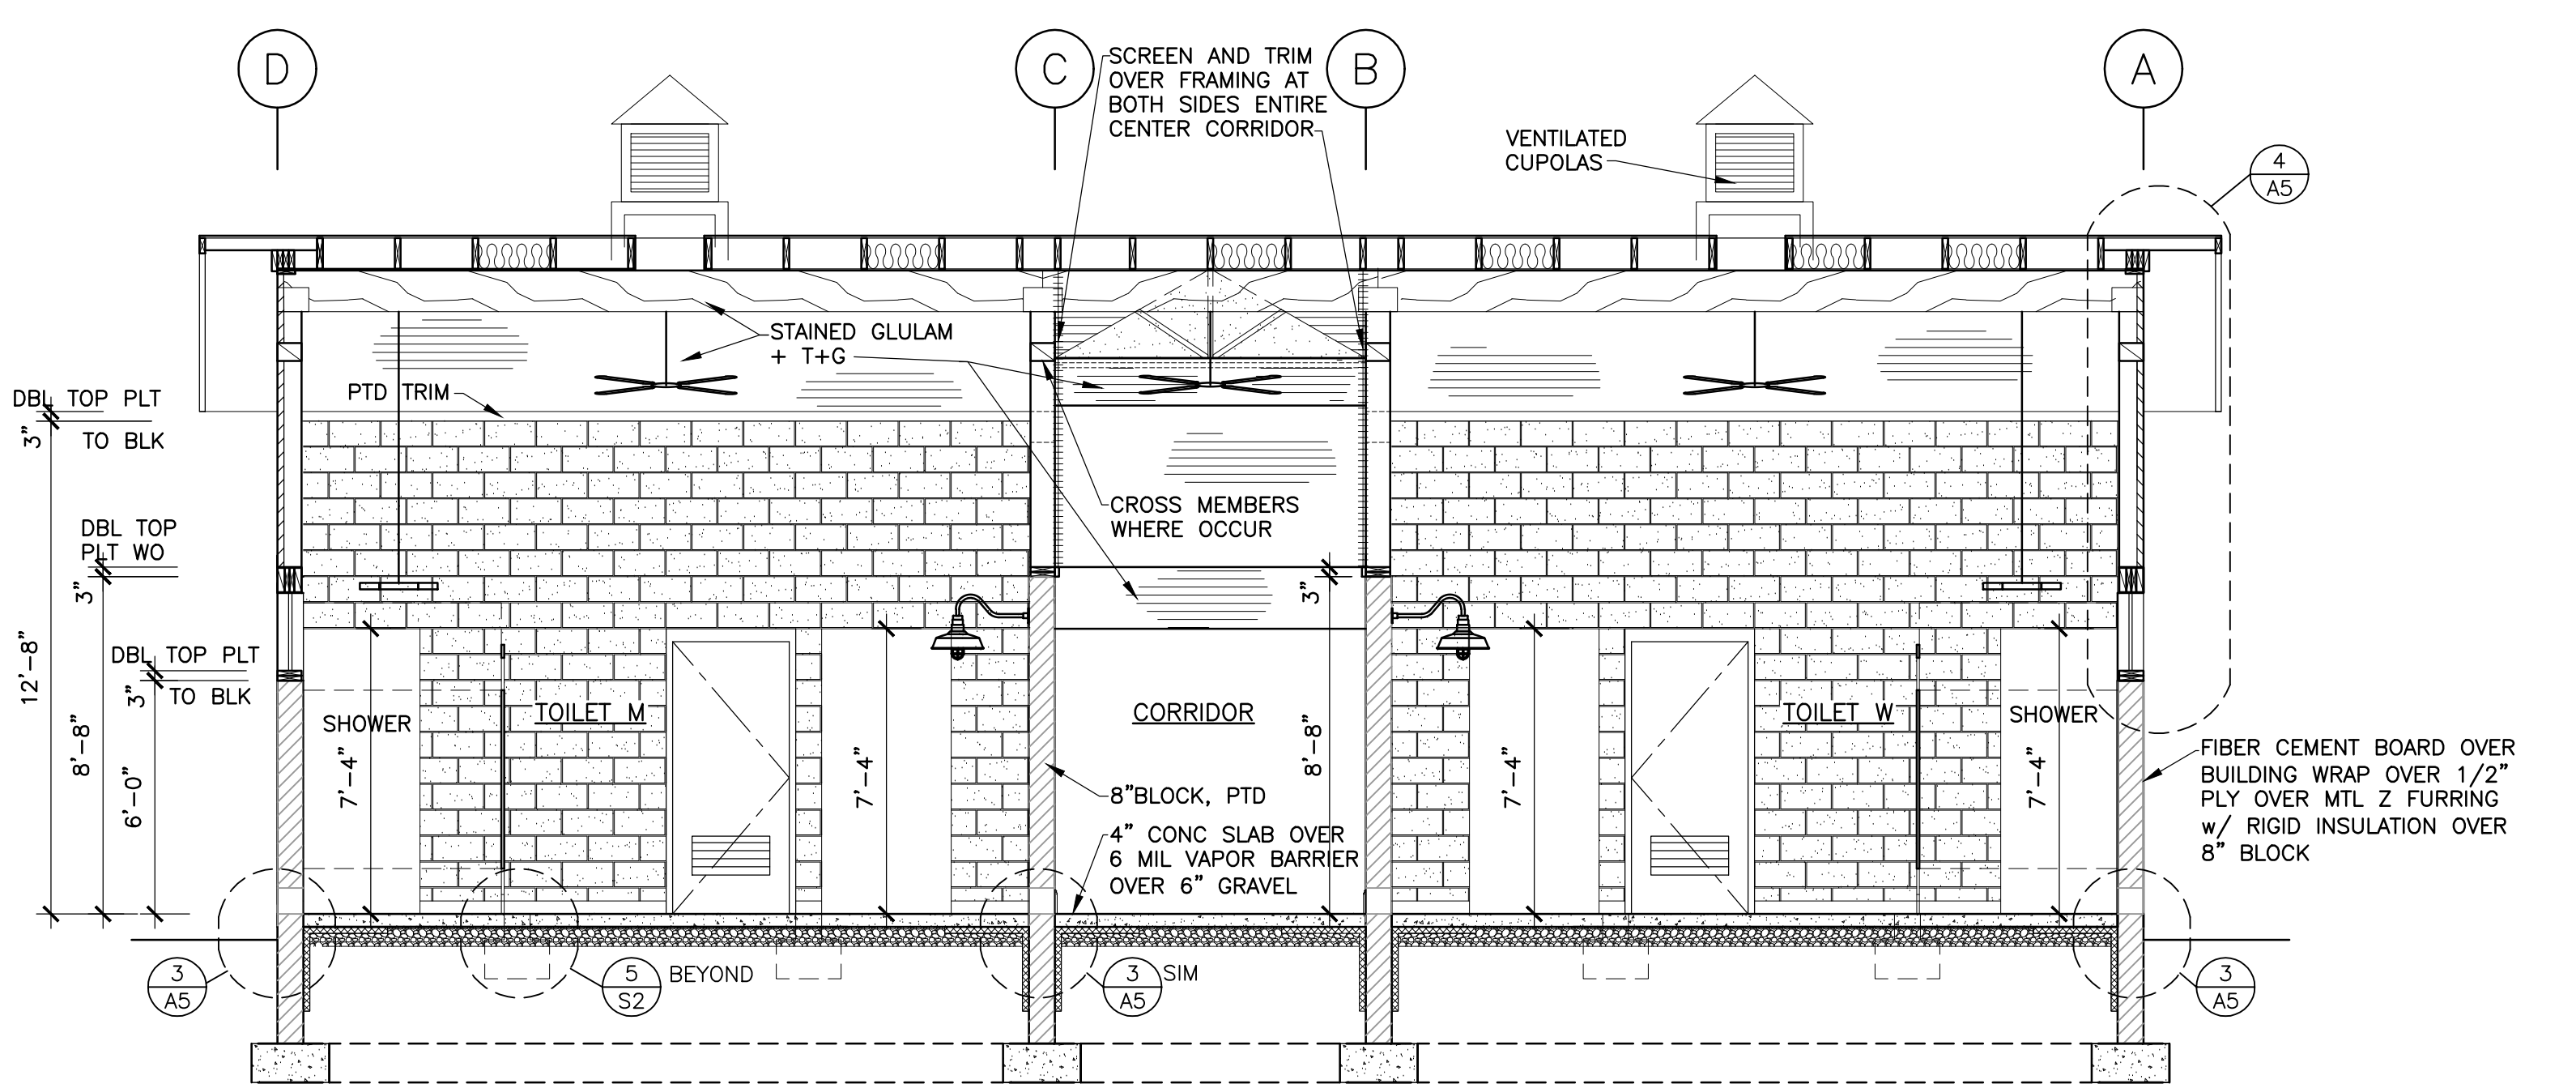 D
C
B
A
SCREEN AND TRIM
OVER FRAMING AT
BOTH SIDES ENTIRE
CENTER CORRIDOR
VENTILATED
CUPOLAS
4
A5
STAINED GLULAM
+ T+G
PTD TRIM
DBL TOP PLT
3"
TO BLK
CROSS MEMBERS
WHERE OCCUR
DBL TOP
PLT WO
3"
3"
12'-8"
DBL TOP PLT
3"
TO BLK
8'-8"
6'-0"
SHOWER
7'-4"
TOILET M
7'-4"
CORRIDOR
8'-8"
7'-4"
TOILET W
SHOWER
7'-4"
8"BLOCK, PTD
4" CONC SLAB OVER
6 MIL VAPOR BARRIER
OVER 6" GRAVEL
FIBER CEMENT BOARD OVER
BUILDING WRAP OVER 1/2"
PLY OVER MTL Z FURRING
w/ RIGID INSULATION OVER
8" BLOCK
3
A5
5
S2
BEYOND
3
A5
SIM
3
A5